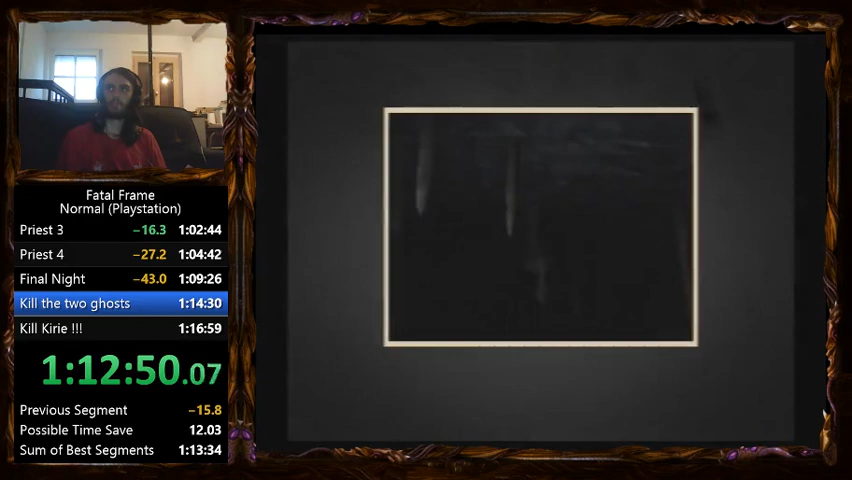 Fatal Frame
Normal (Playstation)
Priest 3 −16.3 1:02:44
Priest 4 −27.2 1:04:42
Final Night −43.0 1:09:26
Kill the two ghosts 1:14:30
Kill Kirie !!! 1:16:59
1:12:50.07
Previous Segment −15.8
Possible Time Save 12.03
Sum of Best Segments 1:13:34